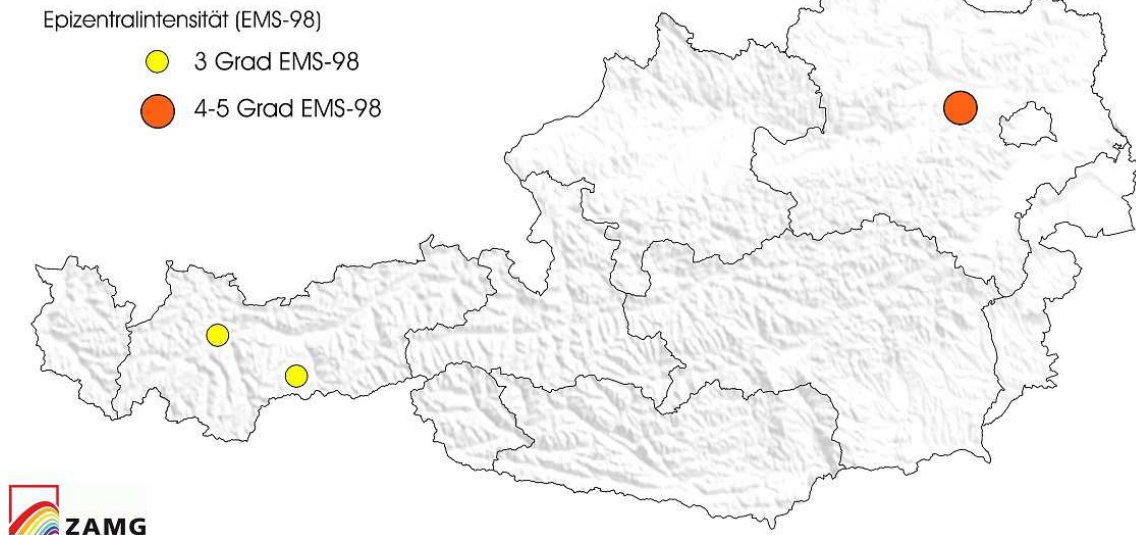 Epizentralintensität (EMS-98)
3 Grad EMS-98
4-5 Grad EMS-98
ZAMG